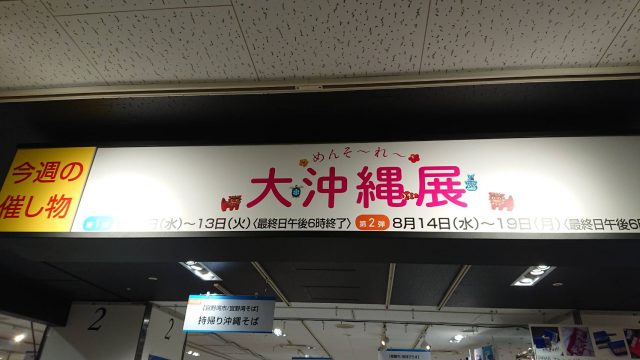 今週の
催し物
めんそ～れ～
大沖縄展
(水)～13日(火)〈最終日午後6時終了〉 第2弾 8月14日(水)～19日(月)〈最終日午後6
2
2
持帰り沖縄そば